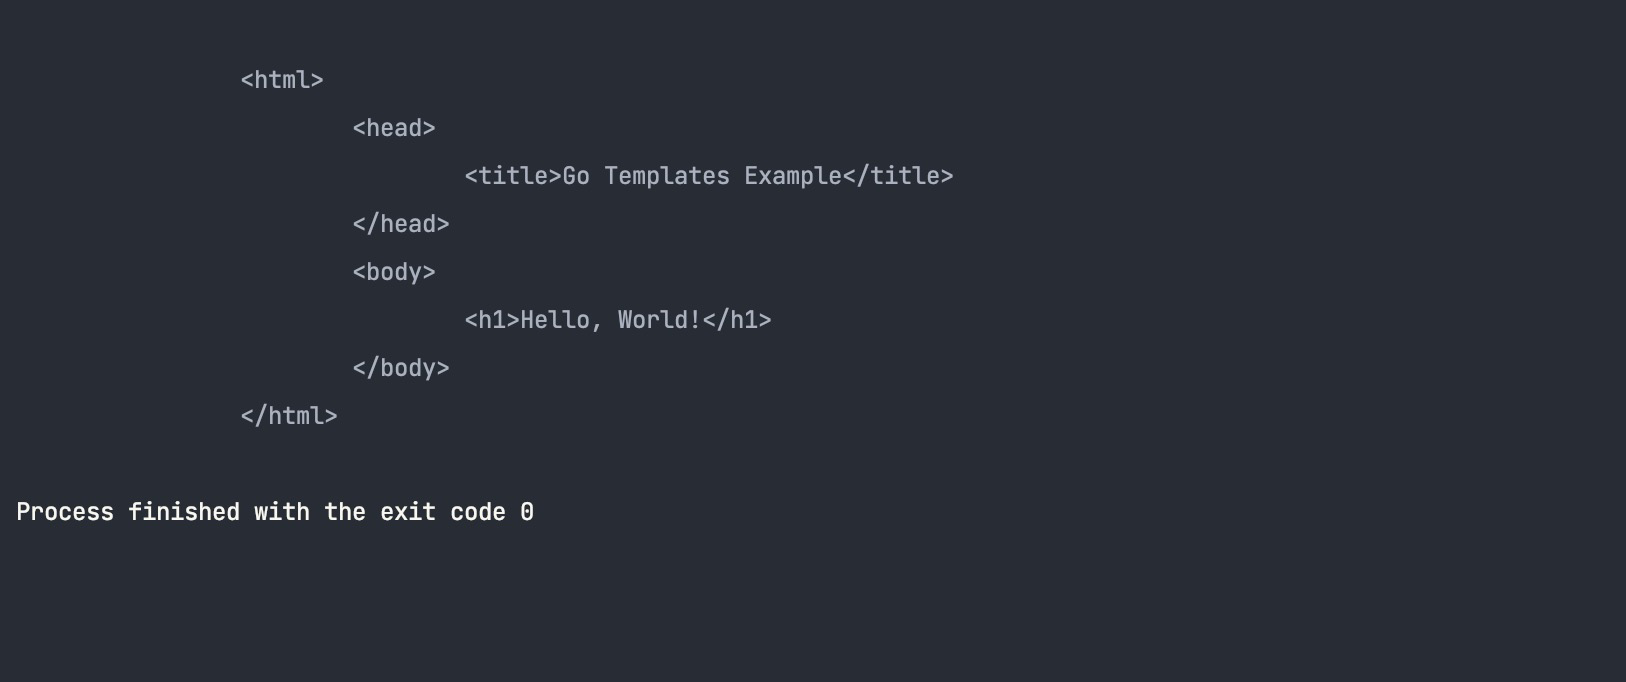 <html>
<head>
<title>Go Templates Example</title>
</head>
<body>
<h1>Hello, World!</h1>
</body>
</html>
Process finished with the exit code 0